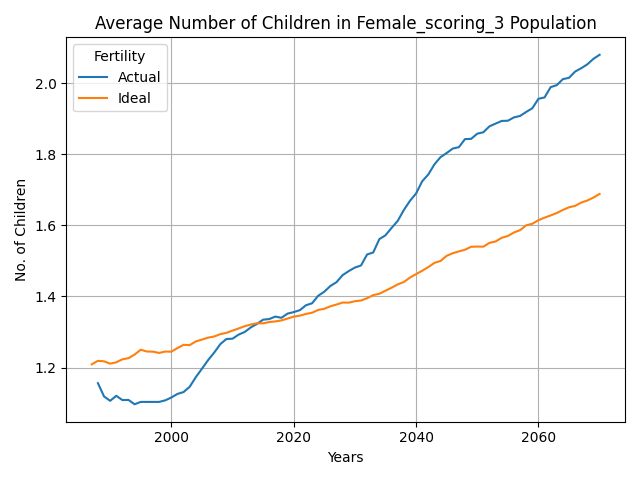 Average Number of Children in Female_scoring_3 Population
Fertility
Actual
Ideal
No. of Children
2.0
1.8
1.6
1.4
1.2
2000
2020
2040
2060
Years